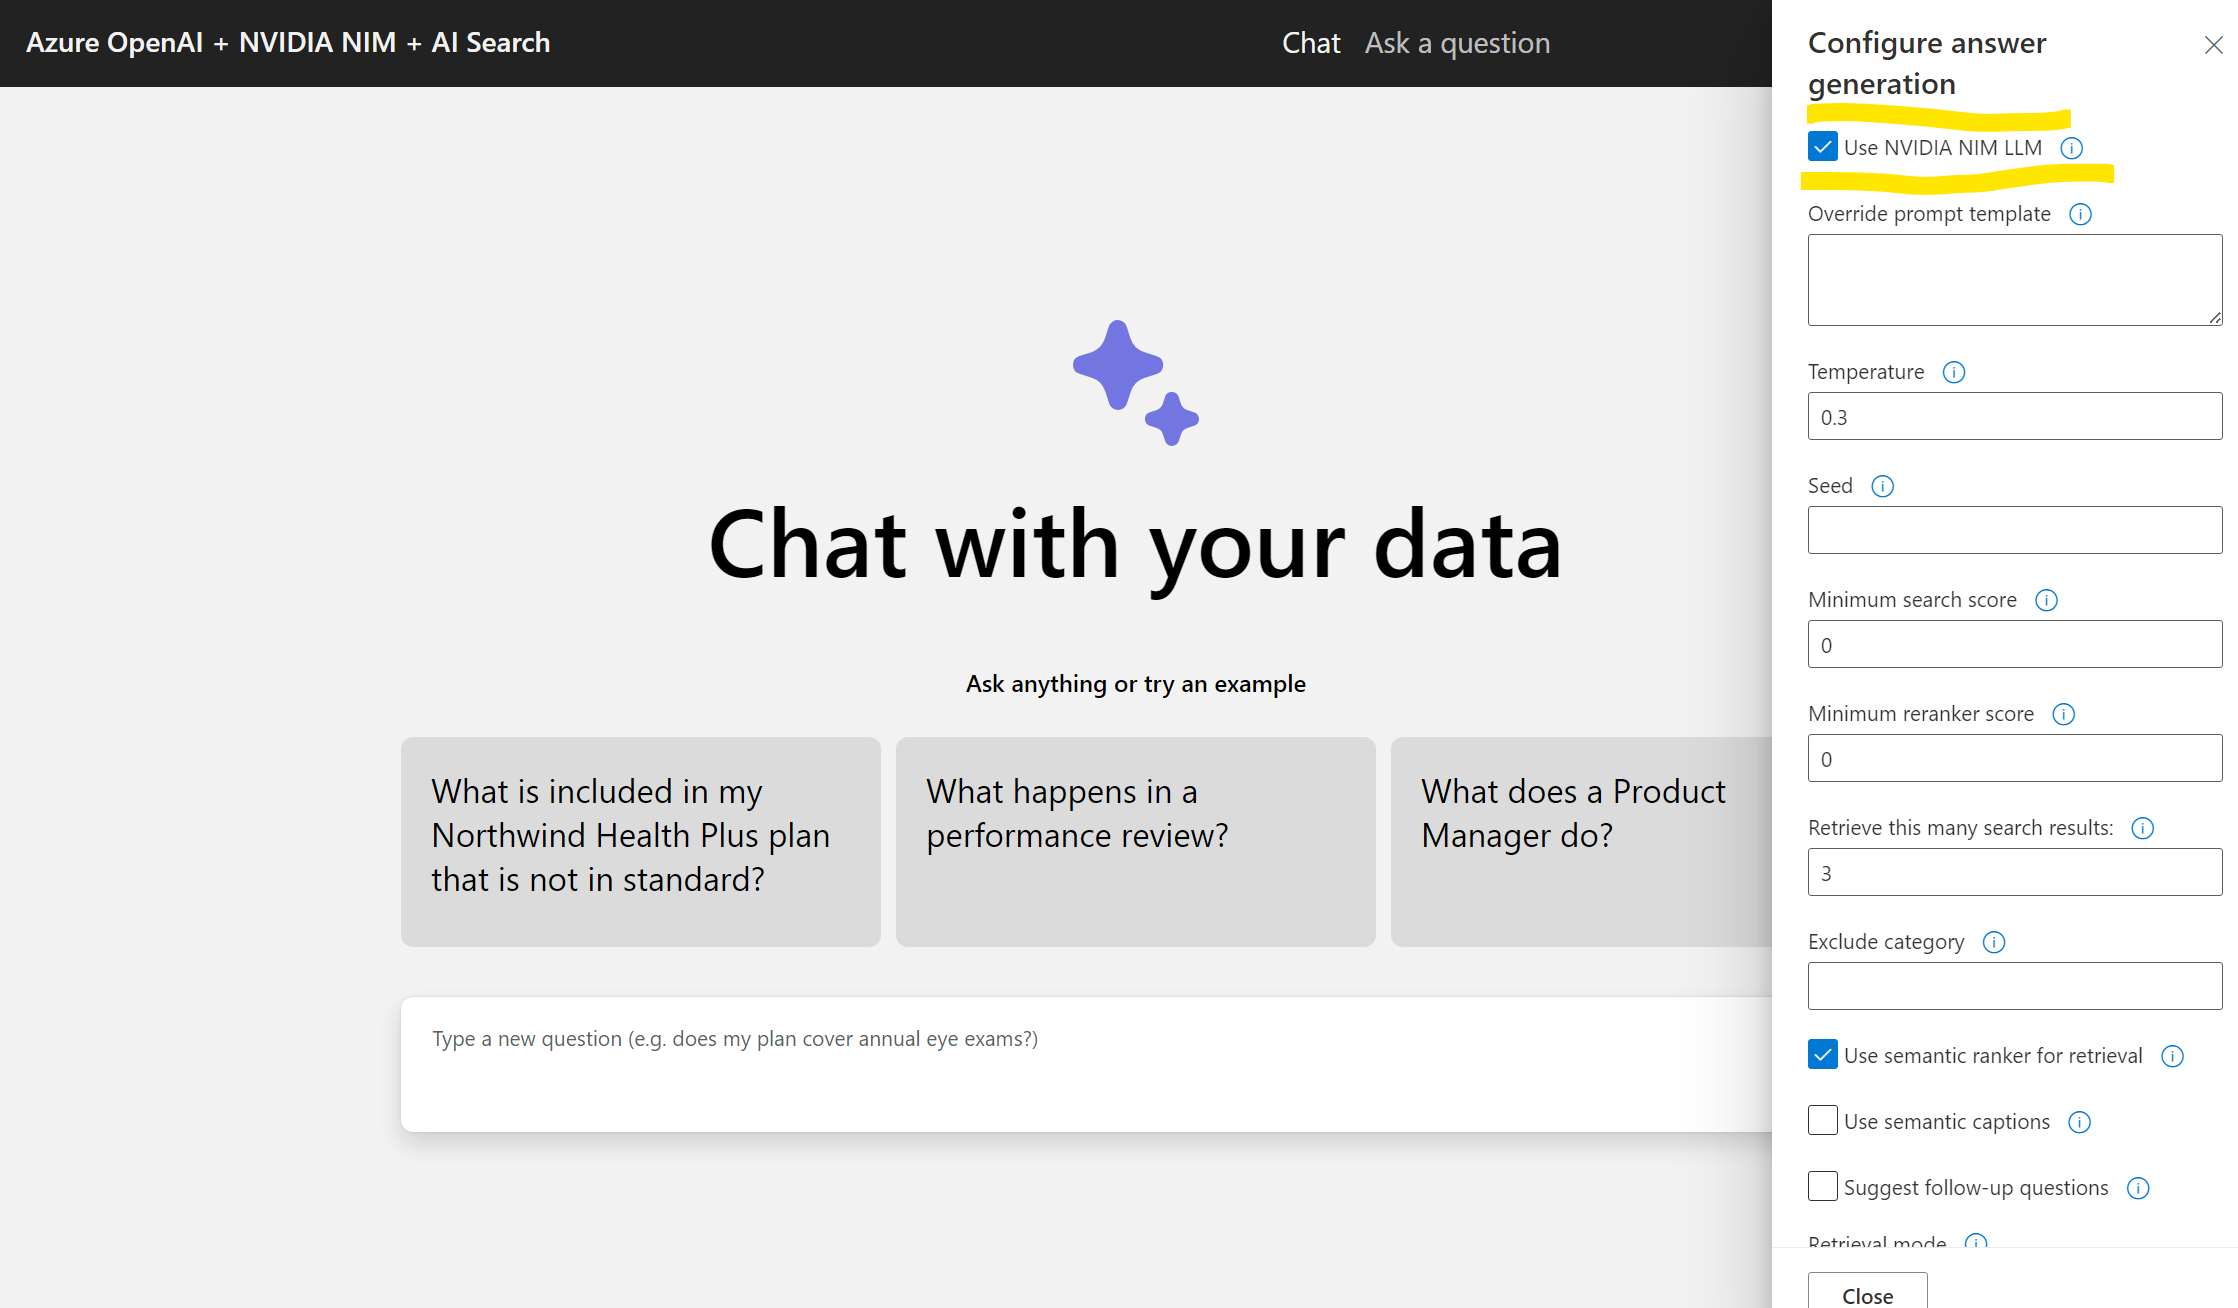 Azure OpenAI + NVIDIA NIM + AI Search
Chat
Ask a question
Chat with your data
Ask anything or try an example
What is included in my
Northwind Health Plus plan
that is not in standard?
What happens in a
performance review?
What does a Product
Manager do?
Type a new question (e.g. does my plan cover annual eye exams?)
Configure answer
generation
Use NVIDIA NIM LLM
Override prompt template
Temperature
0.3
Seed
Minimum search score
0
Minimum reranker score
0
Retrieve this many search results:
3
Exclude category
Use semantic ranker for retrieval
Use semantic captions
Suggest follow-up questions
Retrieval mode
Close